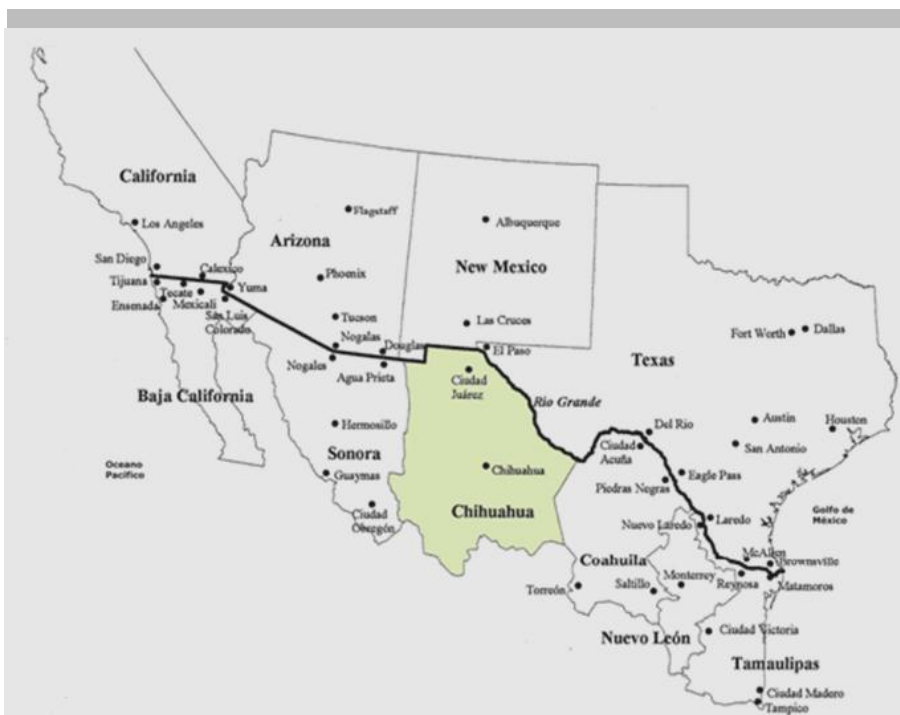 California
Los Angeles
San Diego
Tijuana
Ensenada
Tecate
Calexico
Mexicali
Yuma
San Luis
Colorado
Baja California
Oceano
Pacífico
Arizona
Flagstaff
Phoenix
Tucson
Nogalas
Nogales
Douglas
Agua Prieta
Hermosillo
Sonora
Guaymas
Ciudad
Obregón
New Mexico
Albuquerque
Las Cruces
El Paso
Ciudad
Juárez
Chihuahua
Chihuahua
Rio Grande
Texas
Fort Worth
Dallas
Austin
Houston
San Antonio
Del Rio
Ciudad
Acuña
Eagle Pass
Piedras Negras
Laredo
Nuevo Laredo
Golfo de
México
McAllen
Brownsville
Reynosa
Matamoros
Coahuila
Torreón
Saltillo
Monterrey
Nuevo León
Ciudad Victoria
Tamaulipas
Ciudad Madero
Tampico